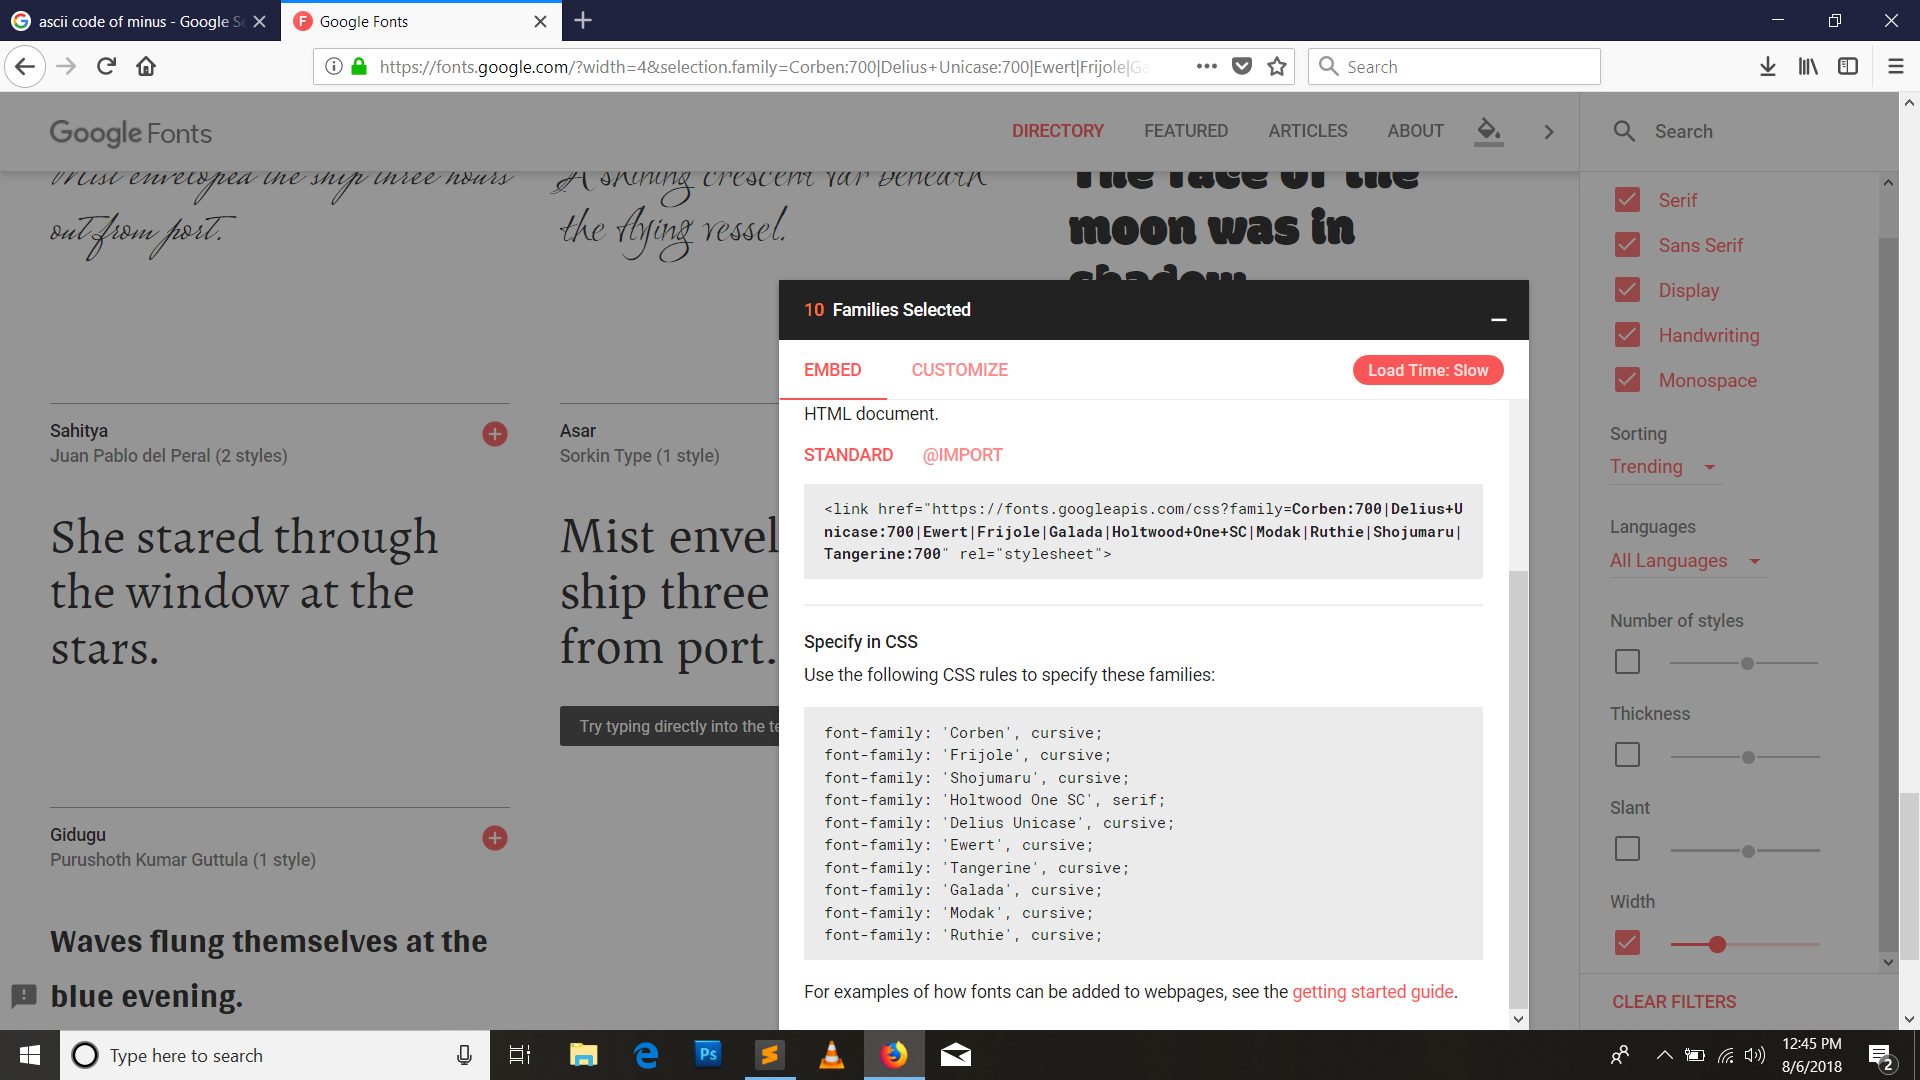 ascii code of minus - Google Se
Google Fonts
https://fonts.google.com/?width=4&selection.family=Corben:700|Delius+Unicase:700|Ewert|Frijole|Ga
Search
Google Fonts
DIRECTORY
FEATURED
ARTICLES
ABOUT
Search
Mist enveloped the ship three hours
out from port.
A shining crescent far beneath
the flying vessel.
The face of the
moon was in
shadow.
Serif
Sans Serif
Display
Handwriting
Monospace
Sorting
Trending
Languages
All Languages
Number of styles
Thickness
Slant
Width
CLEAR FILTERS
Sahitya
Juan Pablo del Peral (2 styles)
She stared through
the window at the
stars.
Asar
Sorkin Type (1 style)
Mist envel
ship three
from port.
Try typing directly into the te
Gidugu
Purushoth Kumar Guttula (1 style)
Waves flung themselves at the
blue evening.
10 Families Selected
EMBED
CUSTOMIZE
Load Time: Slow
HTML document.
STANDARD
@IMPORT
<link href="https://fonts.googleapis.com/css?family=Corben:700|Delius+U
nicase:700|Ewert|Frijole|Galada|Holtwood+One+SC|Modak|Ruthie|Shojumaru|
Tangerine:700" rel="stylesheet">
Specify in CSS
Use the following CSS rules to specify these families:
font-family: 'Corben', cursive;
font-family: 'Frijole', cursive;
font-family: 'Shojumaru', cursive;
font-family: 'Holtwood One SC', serif;
font-family: 'Delius Unicase', cursive;
font-family: 'Ewert', cursive;
font-family: 'Tangerine', cursive;
font-family: 'Galada', cursive;
font-family: 'Modak', cursive;
font-family: 'Ruthie', cursive;
For examples of how fonts can be added to webpages, see the getting started guide.
Type here to search
Ps
12:45 PM
8/6/2018
2